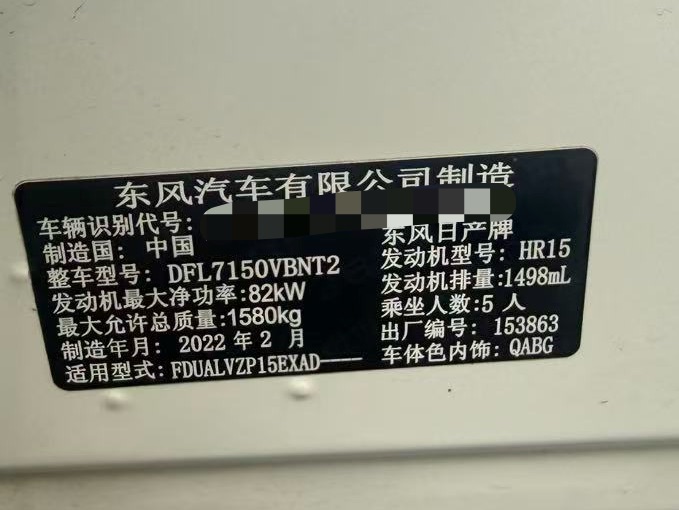 东风汽车有限公司制造
车辆识别代号:
东风日产牌
制造国: 中国
发动机型号: HR15
整车型号: DFL7150VBNT2
发动机排量:1498mL
发动机最大净功率:82kW
乘坐人数:5 人
最大允许总质量:1580kg
出厂编号: 153863
制造年月: 2022 年 2 月
车体色内饰: QABG
适用型式: FDUALVZP15EXAD----